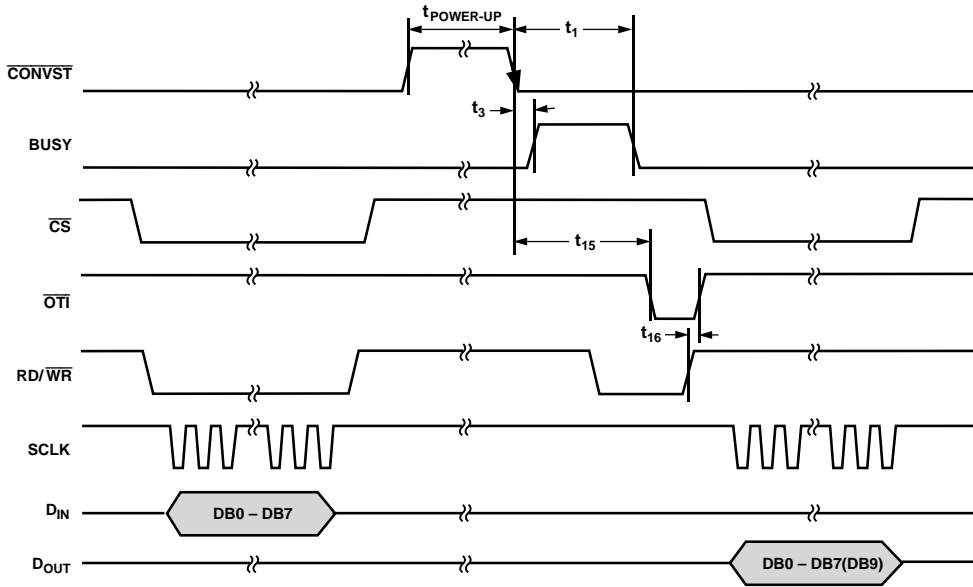 tPOWER-UP
t1
CONVST
t3
BUSY
CS
t15
OTI
t16
RD/WR
SCLK
DIN
DB0 – DB7
DOUT
DB0 – DB7(DB9)